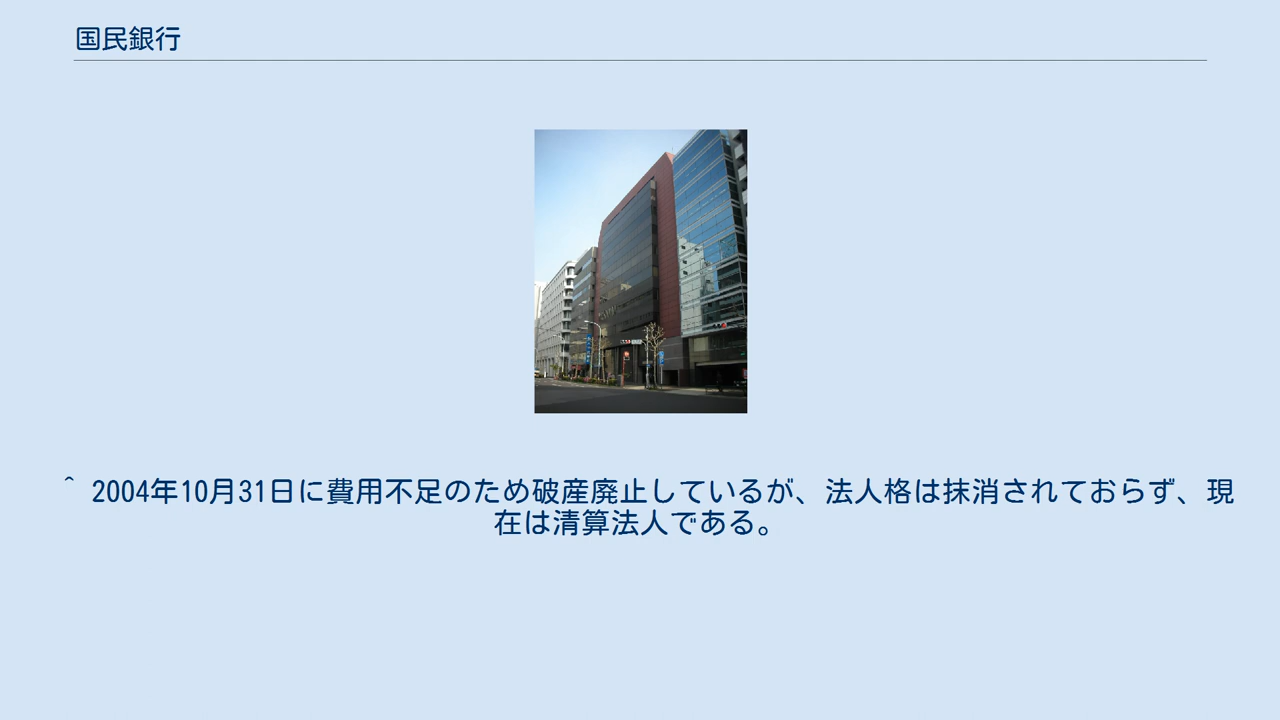 国民銀行
^ 2004年10月31日に費用不足のため破産廃止しているが、法人格は抹消されておらず、現
在は清算法人である。